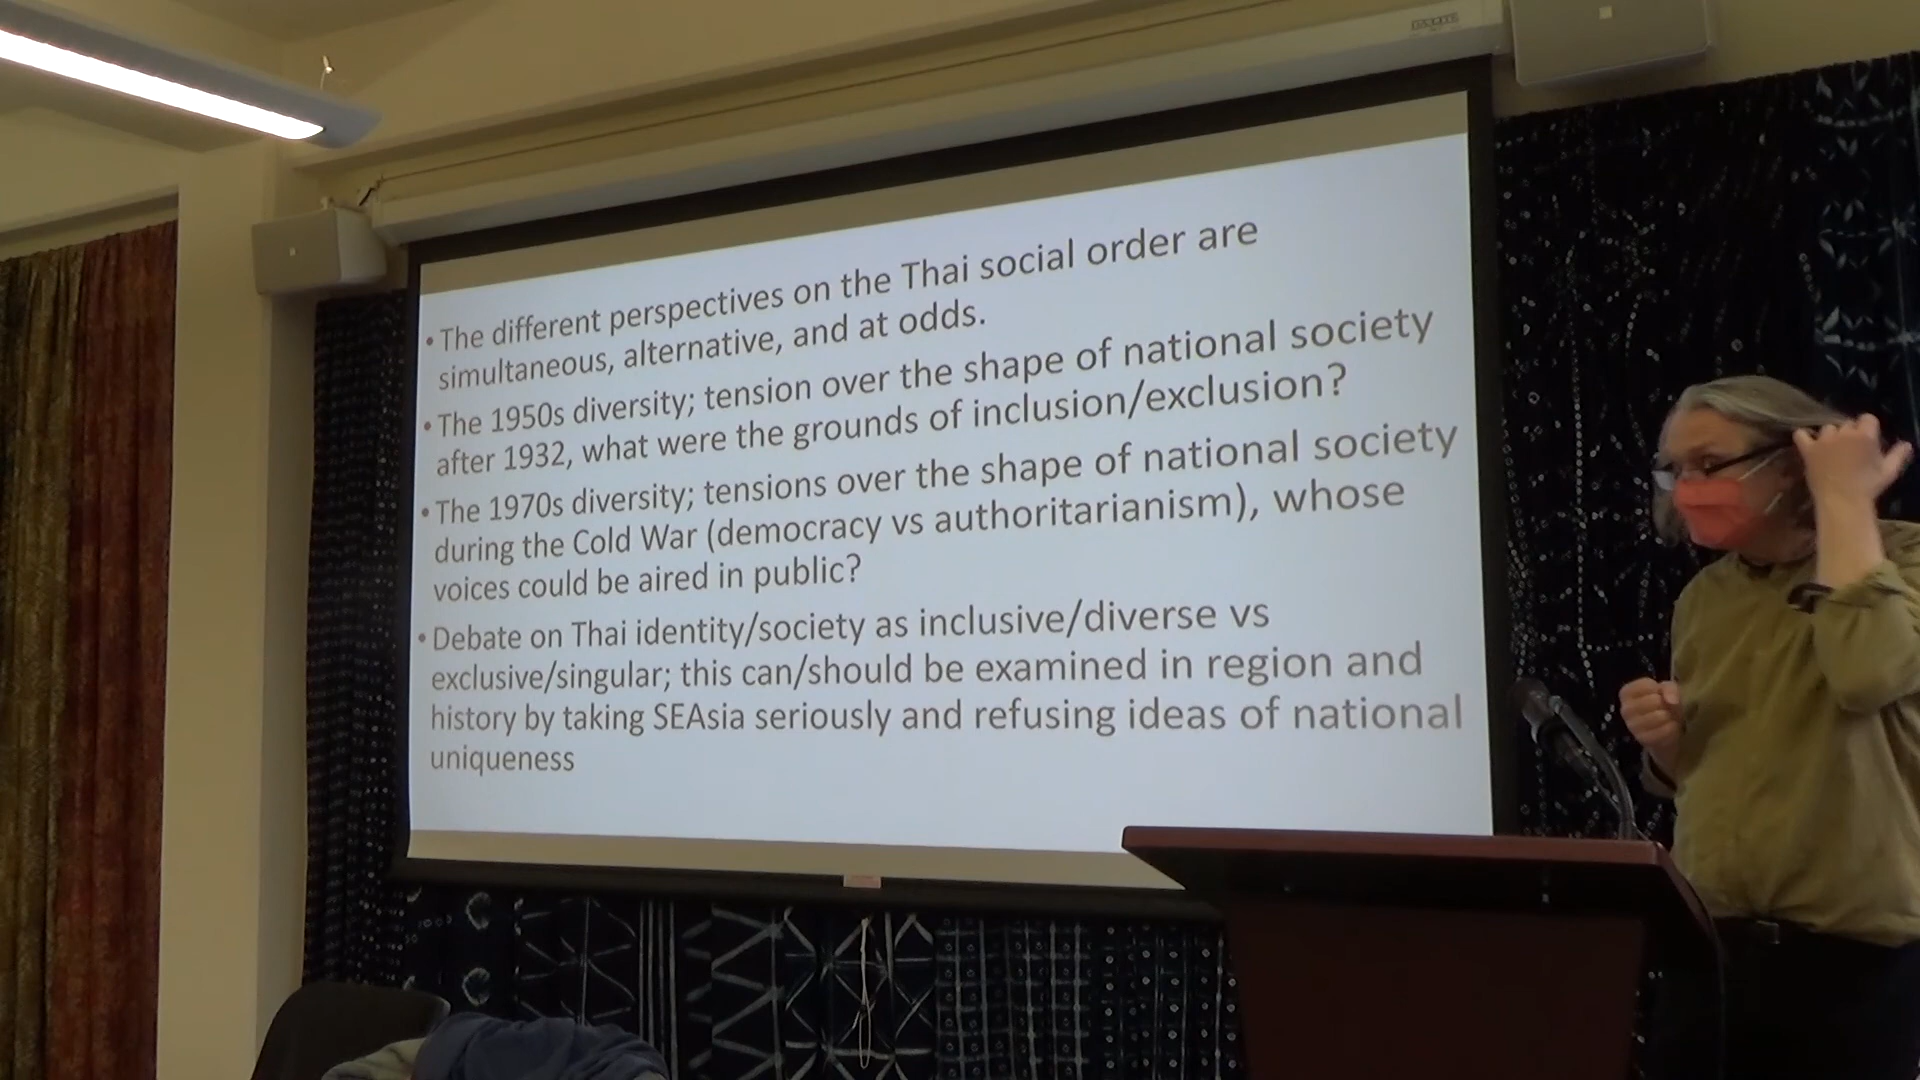 • The different perspectives on the Thai social order are
simultaneous, alternative, and at odds.
• The 1950s diversity; tension over the shape of national society
after 1932, what were the grounds of inclusion/exclusion?
• The 1970s diversity; tensions over the shape of national society
during the Cold War (democracy vs authoritarianism), whose
voices could be aired in public?
• Debate on Thai identity/society as inclusive/diverse vs
exclusive/singular; this can/should be examined in region and
history by taking SEAsia seriously and refusing ideas of national
uniqueness